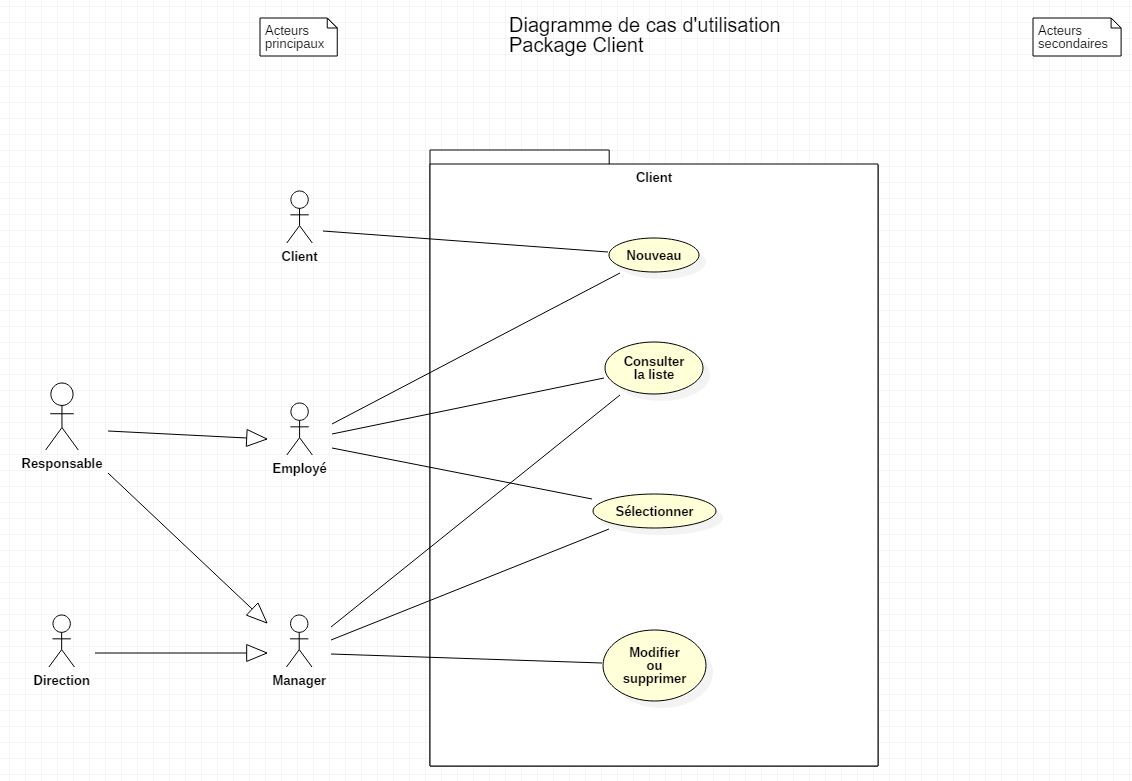 Acteurs
principaux
Diagramme de cas d'utilisation
Package Client
Acteurs
secondaires
Client
Client
Nouveau
Consulter
la liste
Responsable
Employé
Sélectionner
Modifier
ou
supprimer
Direction
Manager